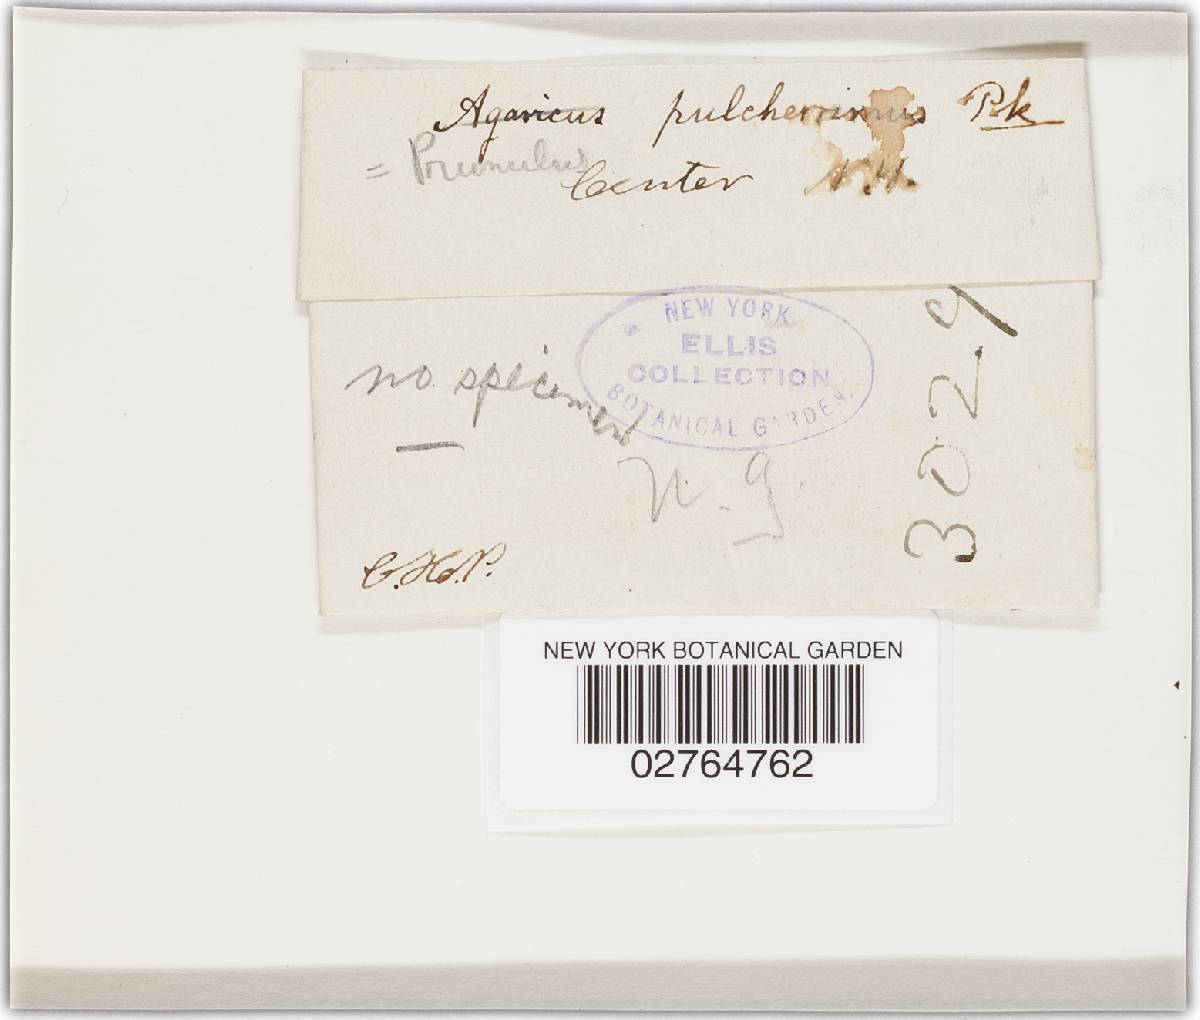 Agaricus pulcherrimus Pk
= Prunulus
Center N.Y.
NEW YORK
ELLIS
COLLECTION
BOTANICAL GARDEN.
no specimen
N. G.
3029
C.H.P.
NEW YORK BOTANICAL GARDEN
02764762